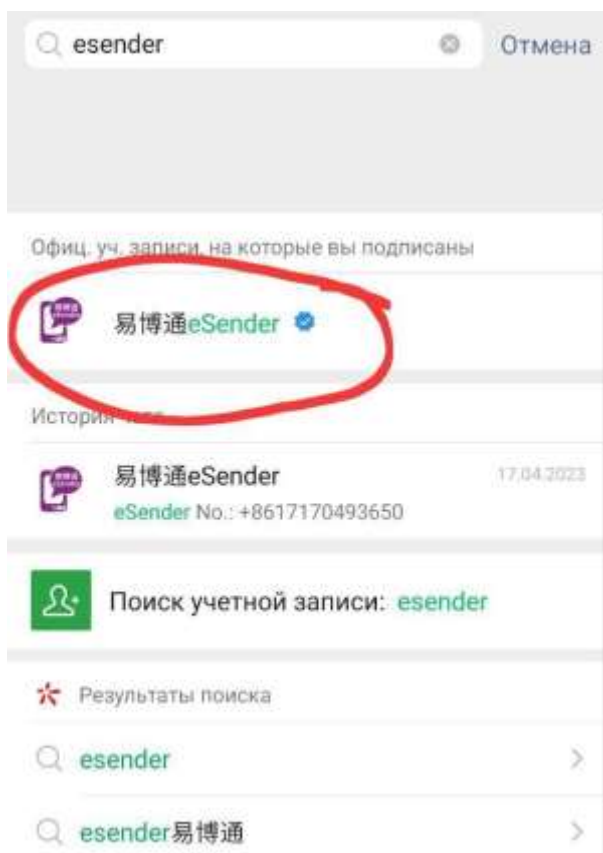 esender
Отмена
Офиц. уч. записи, на которые вы подписаны
易博通eSender
История
易博通eSender
17.04.2023
eSender No.: +8617170493650
Поиск учетной записи: esender
Результаты поиска
esender
esender易博通